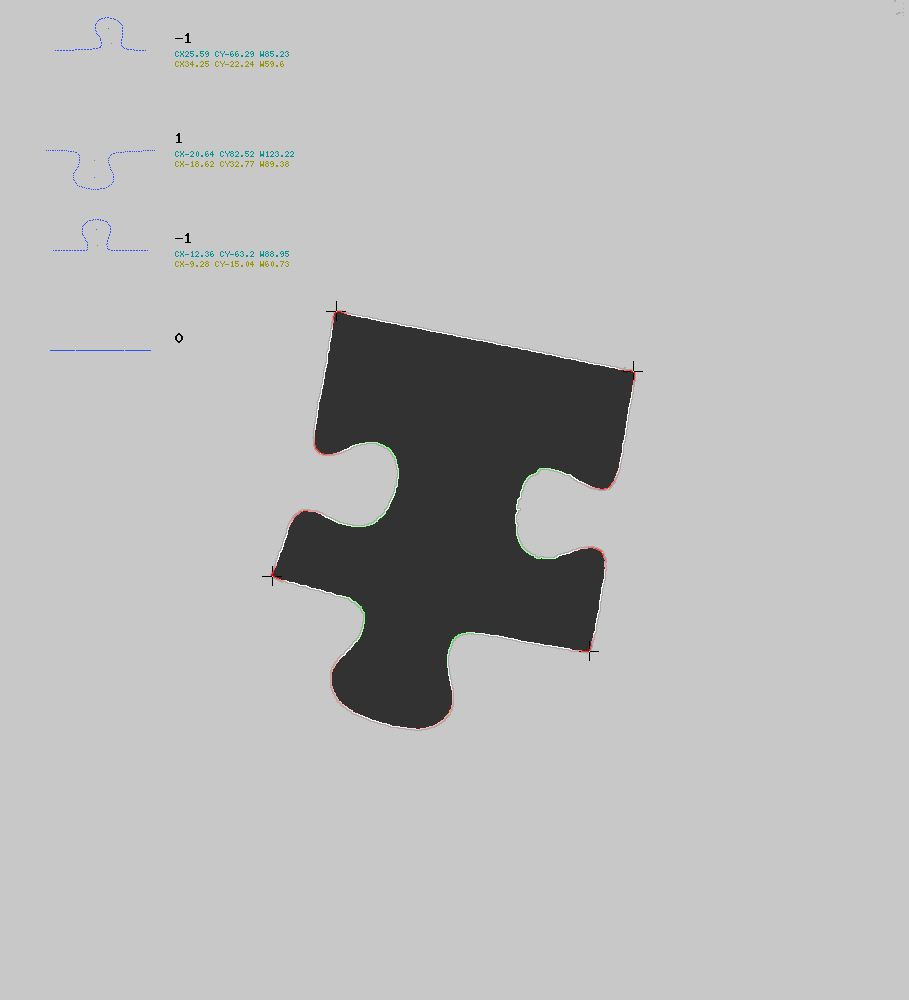 -1
CX25.59 CY-66.29 W85.23
CX34.25 CY-22.24 W59.6
1
CX-20.64 CY82.52 W123.22
CX-18.62 CY32.77 W89.38
-1
CX-12.36 CY-63.2 W88.95
CX-9.28 CY-15.04 W60.73
0